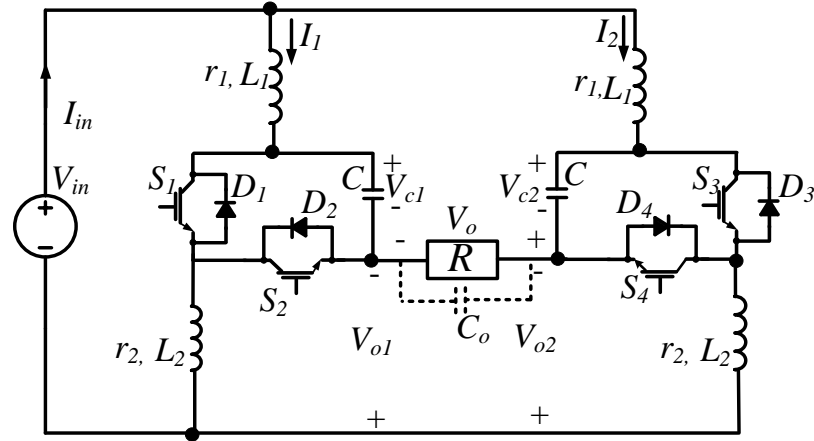 I1 I2
r1, L1 r1,L1
Iin
Vin
S1 D1 C + Vc1 - Vc2 + - C S3 D3
D2 Vo D4
- R +
S2 - - S4
Co
Vo1 Vo2
r2, L2 r2, L2
+ +
+ -